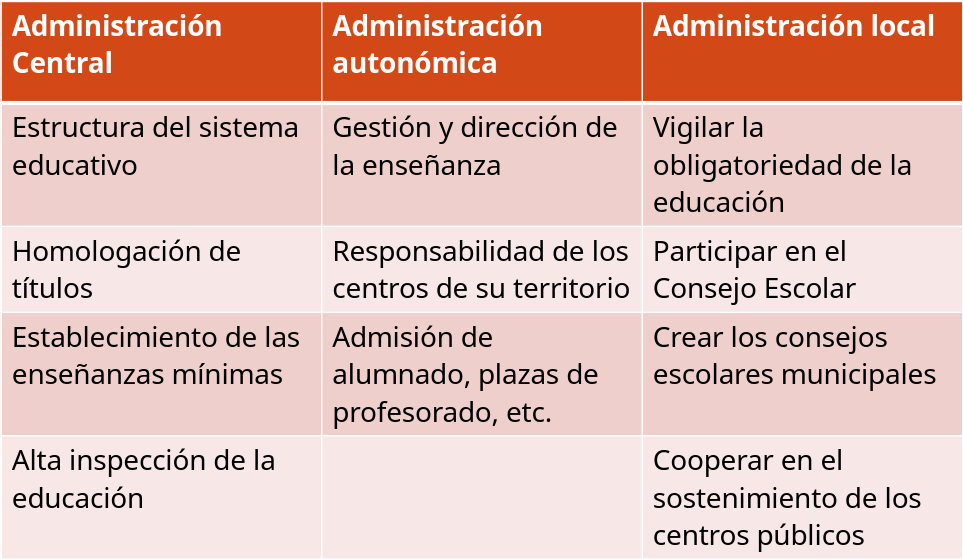 Administración
Central
Administración
autonómica
Administración local
Estructura del sistema
educativo
Gestión y dirección de
la enseñanza
Vigilar la
obligatoriedad de la
educación
Homologación de
títulos
Responsabilidad de los
centros de su territorio
Participar en el
Consejo Escolar
Establecimiento de las
enseñanzas mínimas
Admisión de
alumnado, plazas de
profesorado, etc.
Crear los consejos
escolares municipales
Alta inspección de la
educación
Cooperar en el
sostenimiento de los
centros públicos